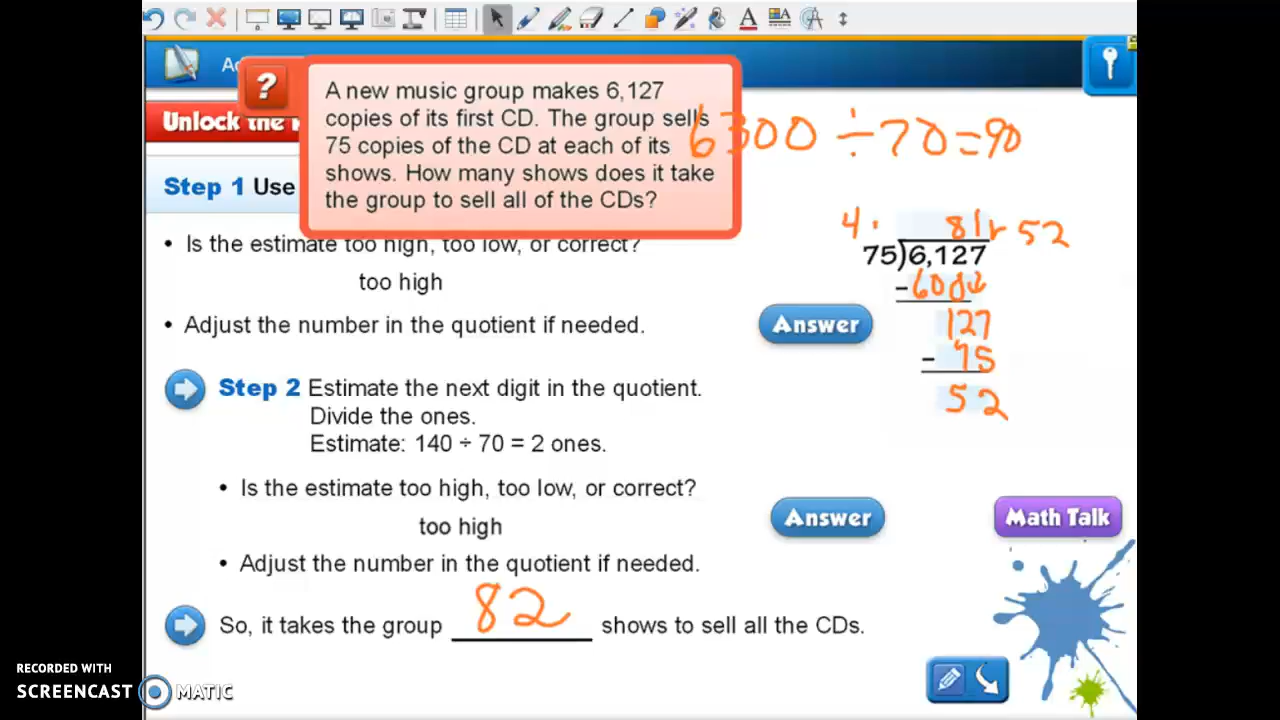 A new music group makes 6,127
copies of its first CD. The group sells
75 copies of the CD at each of its
shows. How many shows does it take
the group to sell all of the CDs?
?
6300 ÷ 70 = 90
Unlock the
Step 1 Use
• Is the estimate too high, too low, or correct?
too high
• Adjust the number in the quotient if needed.
Answer
4.
81r 52
75)6,127
-600↓
127
- 75
52
Step 2 Estimate the next digit in the quotient.
Divide the ones.
Estimate: 140 ÷ 70 = 2 ones.
• Is the estimate too high, too low, or correct?
too high
Answer
Math Talk
• Adjust the number in the quotient if needed.
So, it takes the group 82 shows to sell all the CDs.
RECORDED WITH
SCREENCAST MATIC